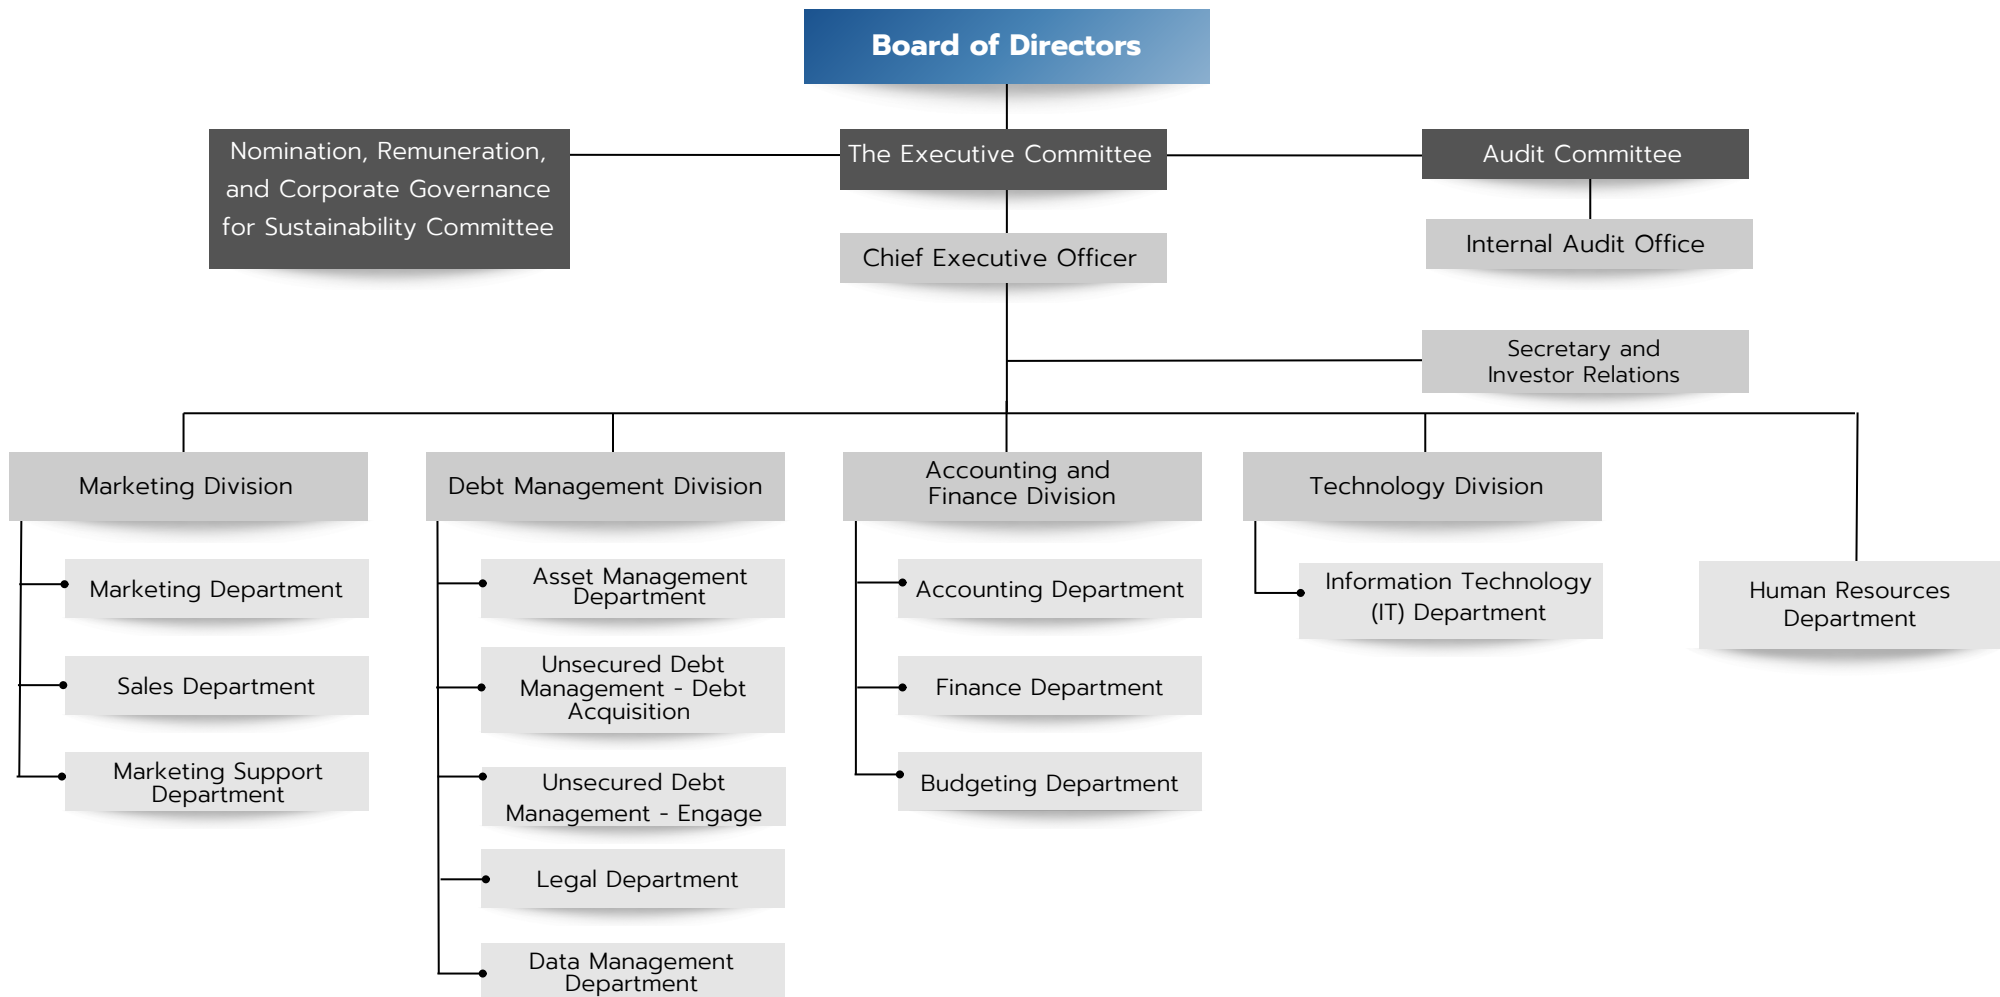 Board of Directors
Nomination, Remuneration,
and Corporate Governance
for Sustainability Committee
The Executive Committee
Audit Committee
Chief Executive Officer
Internal Audit Office
Secretary and
Investor Relations
Marketing Division
Marketing Department
Sales Department
Marketing Support
Department
Debt Management Division
Asset Management
Department
Unsecured Debt
Management - Debt
Acquisition
Unsecured Debt
Management - Engage
Legal Department
Data Management
Department
Accounting and
Finance Division
Accounting Department
Finance Department
Budgeting Department
Technology Division
Information Technology
(IT) Department
Human Resources
Department